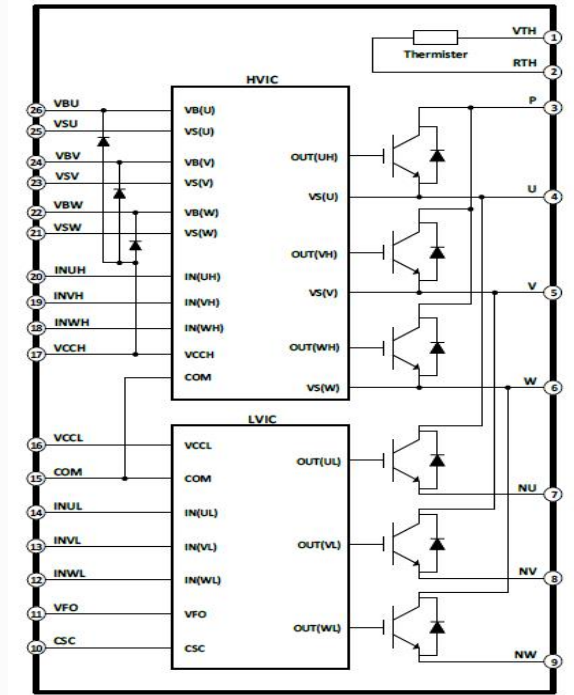 VTH 1
Thermister
RTH 2
HVIC
P 3
26 VBU VB(U)
25 VSU VS(U)
OUT(UH)
24 VBV VB(V)
23 VSV VS(V)
VS(U) U 4
22 VBW VB(W)
21 VSW VS(W)
OUT(VH)
20 INUH IN(UH)
VS(V) V 5
19 INVH IN(VH)
18 INWH IN(WH)
OUT(WH)
17 VCCH VCCH
COM
VS(W) W 6
LVIC
16 VCCL VCCL
OUT(UL)
15 COM COM
NU 7
14 INUL IN(UL)
13 INVL IN(VL)
OUT(VL)
12 INWL IN(WL)
NV 8
11 VFO VFO
OUT(WL)
10 CSC CSC
NW 9